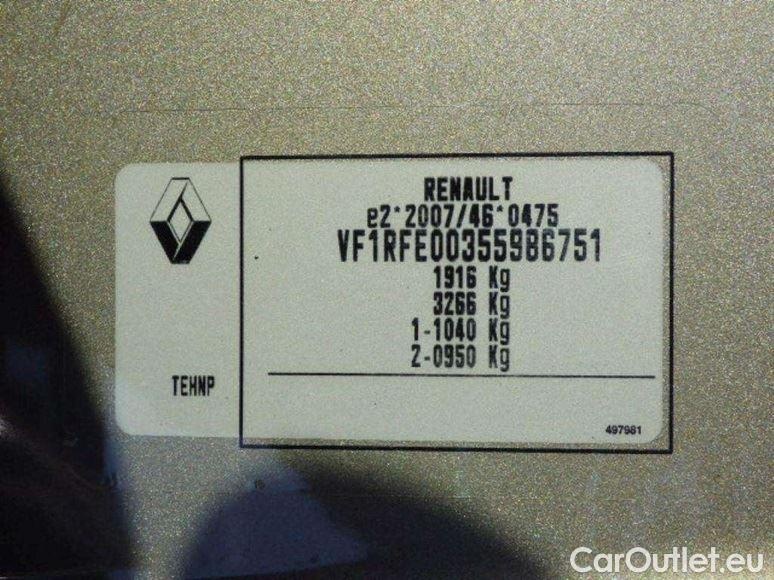 RENAULT
e2*2007/46*0475
VF1RFE00355986751
1916 Kg
3266 Kg
1-1040 Kg
2-0950 Kg
TEHNP
497981
CarOutlet.eu